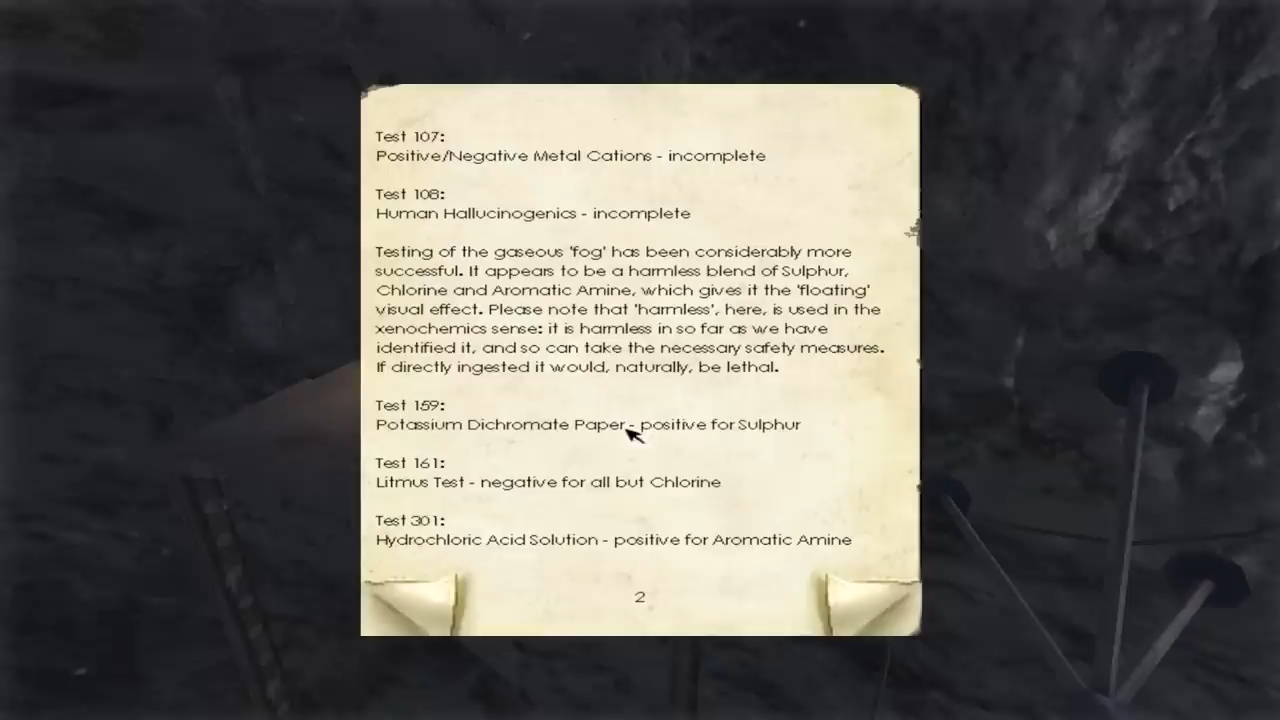 Test 107:
Positive/Negative Metal Cations - incomplete
Test 108:
Human Hallucinogenics - incomplete
Testing of the gaseous 'fog' has been considerably more
successful. It appears to be a harmless blend of Sulphur,
Chlorine and Aromatic Amine, which gives it the 'floating'
visual effect. Please note that 'harmless', here, is used in the
xenochemics sense: it is harmless in so far as we have
identified it, and so can take the necessary safety measures.
If directly ingested it would, naturally, be lethal.
Test 159:
Potassium Dichromate Paper - positive for Sulphur
Test 161:
Litmus Test - negative for all but Chlorine
Test 301:
Hydrochloric Acid Solution - positive for Aromatic Amine
2